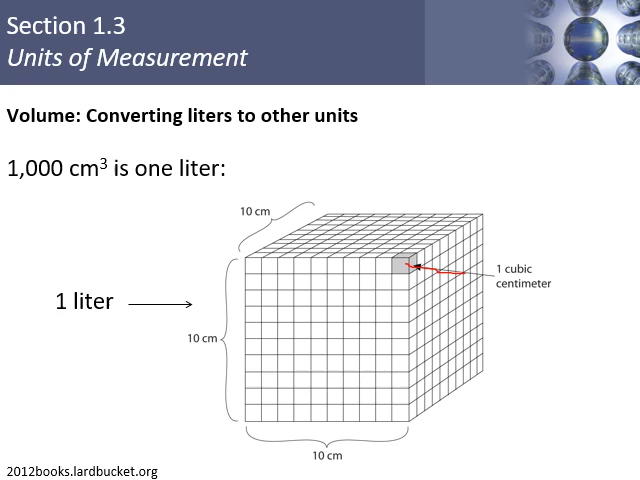 Section 1.3
Units of Measurement
Volume: Converting liters to other units
1,000 cm³ is one liter:
10 cm
1 cubic
centimeter
1 liter
10 cm
10 cm
2012books.lardbucket.org